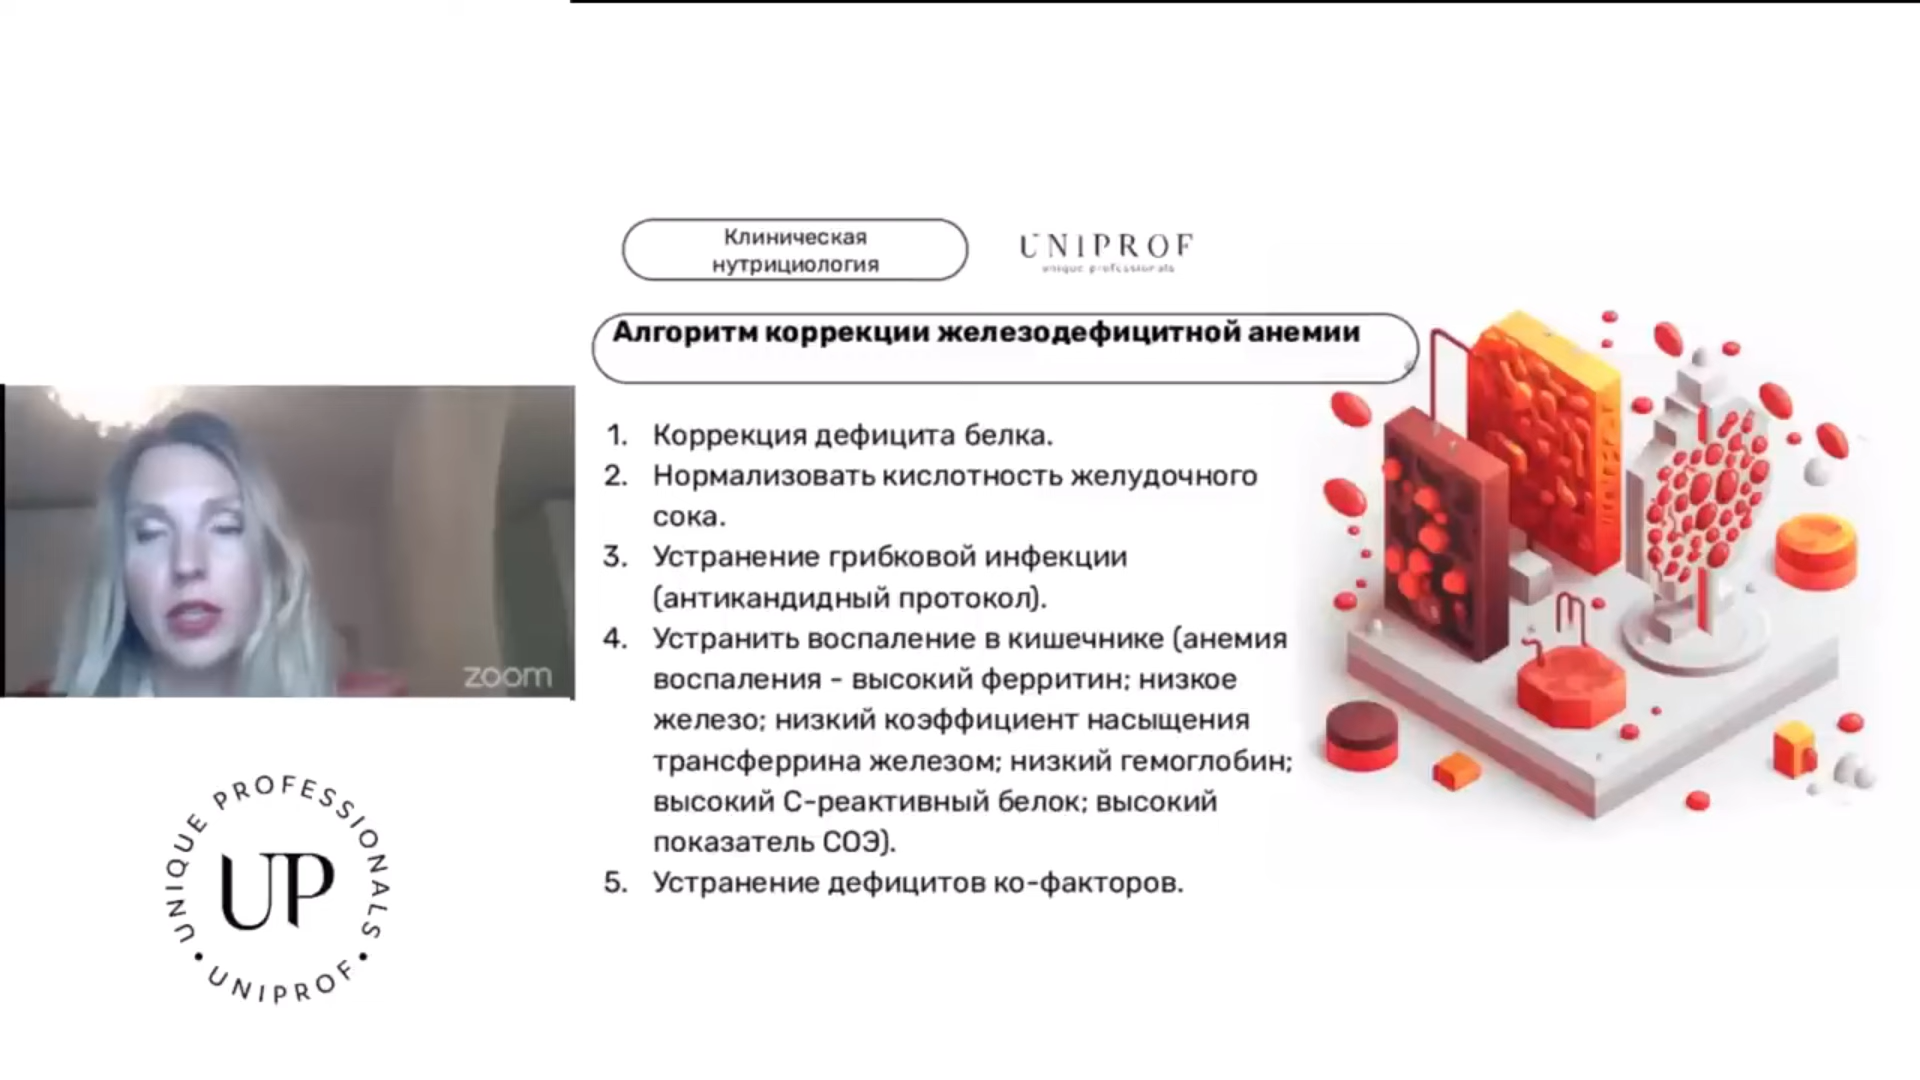 Клиническая
нутрициология
UNIPROF
unique professionals
Алгоритм коррекции железодефицитной анемии
1. Коррекция дефицита белка.
2. Нормализовать кислотность желудочного
сока.
3. Устранение грибковой инфекции
(антикандидный протокол).
4. Устранить воспаление в кишечнике (анемия
воспаления - высокий ферритин; низкое
железо; низкий коэффициент насыщения
трансферрина железом; низкий гемоглобин;
высокий С-реактивный белок; высокий
показатель СОЭ).
5. Устранение дефицитов ко-факторов.
zoom
UNIQUE PROFESSIONALS
UP
• UNIPROF •